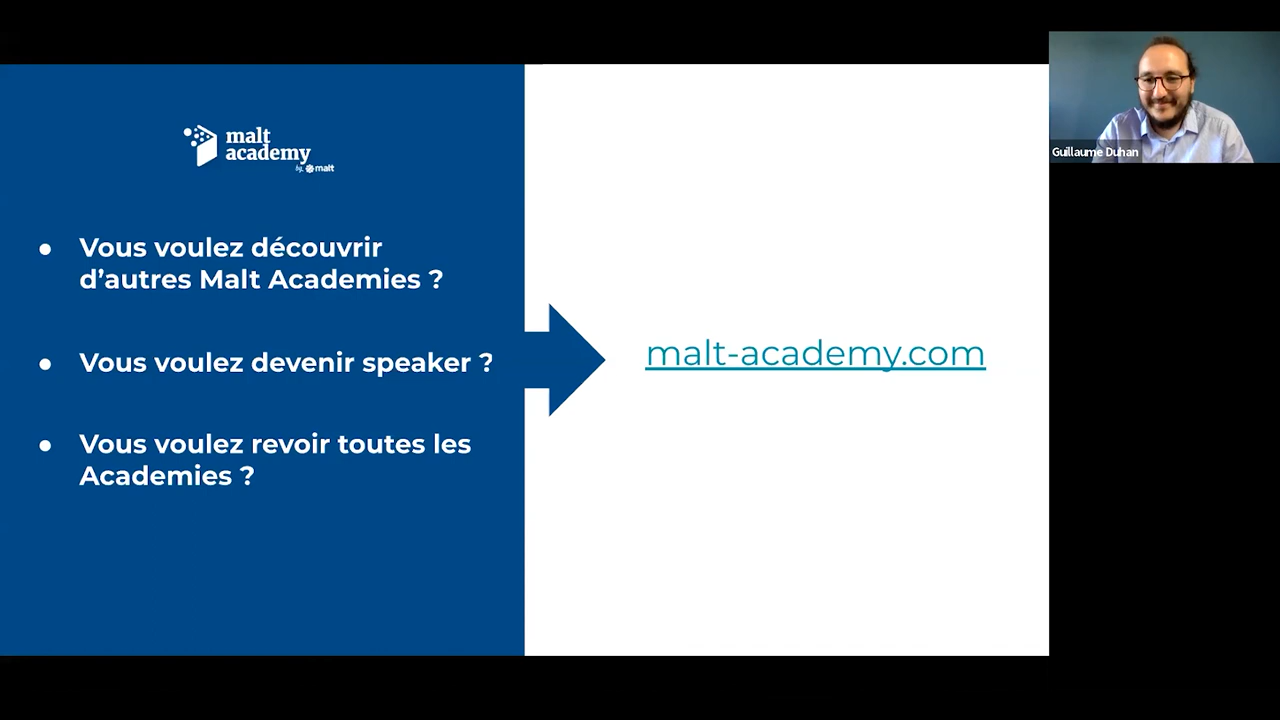 malt
academy
by malt
Vous voulez découvrir
d’autres Malt Academies ?
Vous voulez devenir speaker ?
Vous voulez revoir toutes les
Academies ?
malt-academy.com
Guillaume Duhan